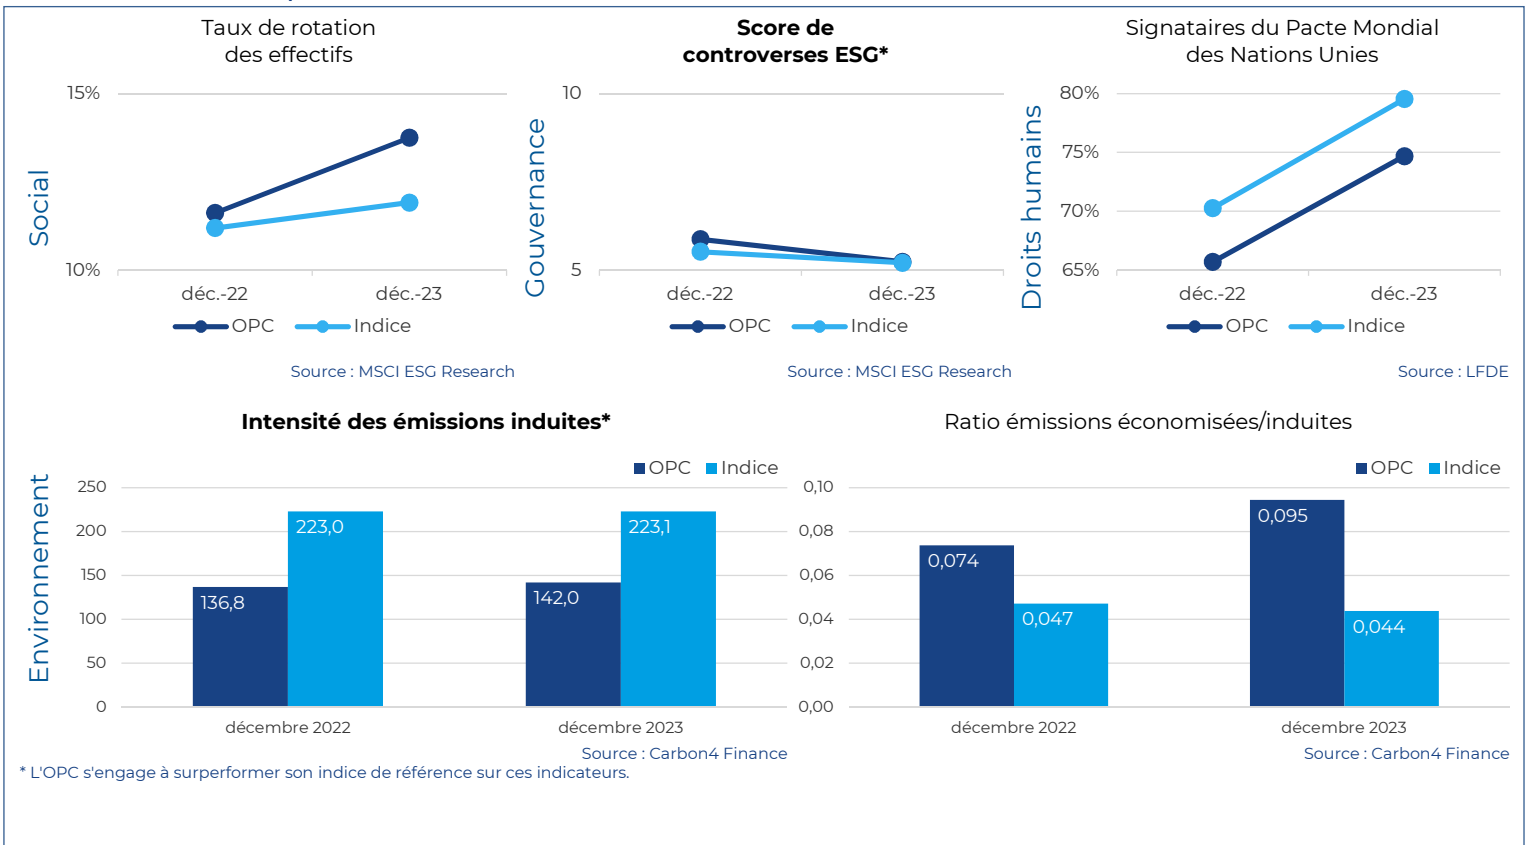 Taux de rotation
des effectifs
Score de
controverses ESG*
Signataires du Pacte Mondial
des Nations Unies
Social
15%
10%
déc.-22
déc.-23
OPC
Indice
Source : MSCI ESG Research
Gouvernance
10
5
déc.-22
déc.-23
OPC
Indice
Source : MSCI ESG Research
Droits humains
80%
75%
70%
65%
déc.-22
déc.-23
OPC
Indice
Source : LFDE
Environnement
Intensité des émissions induites*
OPC
Indice
250
200
150
100
50
0
136,8
223,0
142,0
223,1
décembre 2022
décembre 2023
Source : Carbon4 Finance
Ratio émissions économisées/induites
OPC
Indice
0,10
0,08
0,06
0,04
0,02
0,00
0,074
0,047
0,095
0,044
décembre 2022
décembre 2023
Source : Carbon4 Finance
* L'OPC s'engage à surperformer son indice de référence sur ces indicateurs.